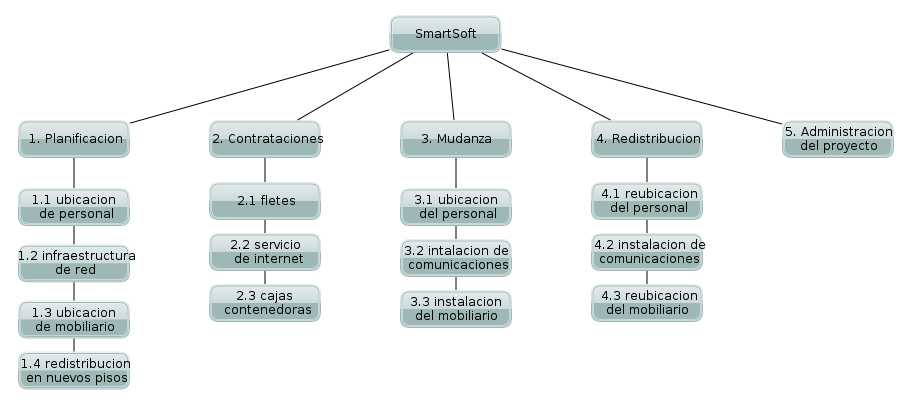 SmartSoft
1. Planificacion
1.1 ubicacion
de personal
1.2 infraestructura
de red
1.3 ubicacion
de mobiliario
1.4 redistribucion
en nuevos pisos
2. Contrataciones
2.1 fletes
2.2 servicio
de internet
2.3 cajas
contenedoras
3. Mudanza
3.1 ubicacion
del personal
3.2 intalacion de
comunicaciones
3.3 instalacion
del mobiliario
4. Redistribucion
4.1 reubicacion
del personal
4.2 instalacion de
comunicaciones
4.3 reubicacion
del mobiliario
5. Administracion
del proyecto